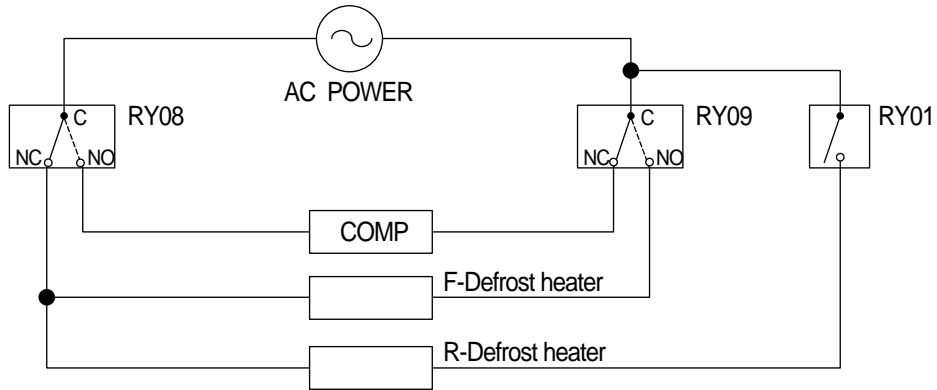 AC POWER
RY08
C
NC
NO
RY09
C
NC
NO
RY01
COMP
F-Defrost heater
R-Defrost heater